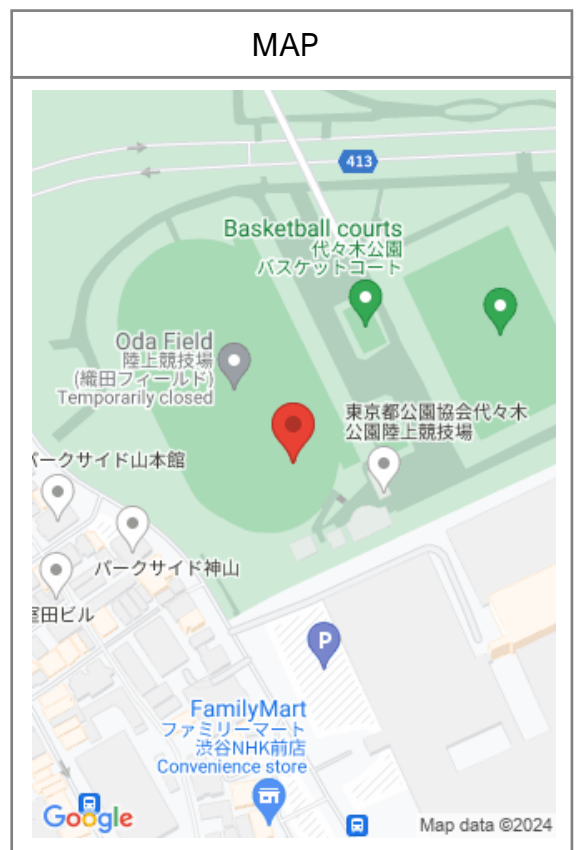 MAP
413
Basketball courts
代々木公園
バスケットコート
Oda Field
陸上競技場
(織田フィールド)
Temporarily closed
東京都公園協会代々木
公園陸上競技場
パークサイド山本館
パークサイド神山
室田ビル
P
FamilyMart
ファミリーマート
渋谷NHK前店
Convenience store
Google
Map data ©2024